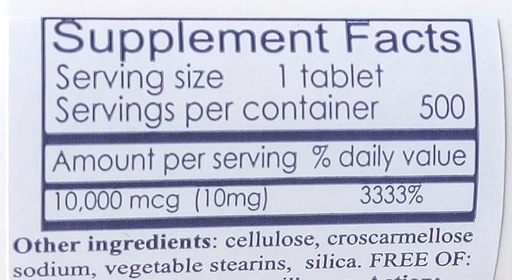 Supplement Facts
Serving size 1 tablet
Servings per container 500
Amount per serving % daily value
10,000 mcg (10mg) 3333%
Other ingredients: cellulose, croscarmellose
sodium, vegetable stearins, silica. FREE OF: